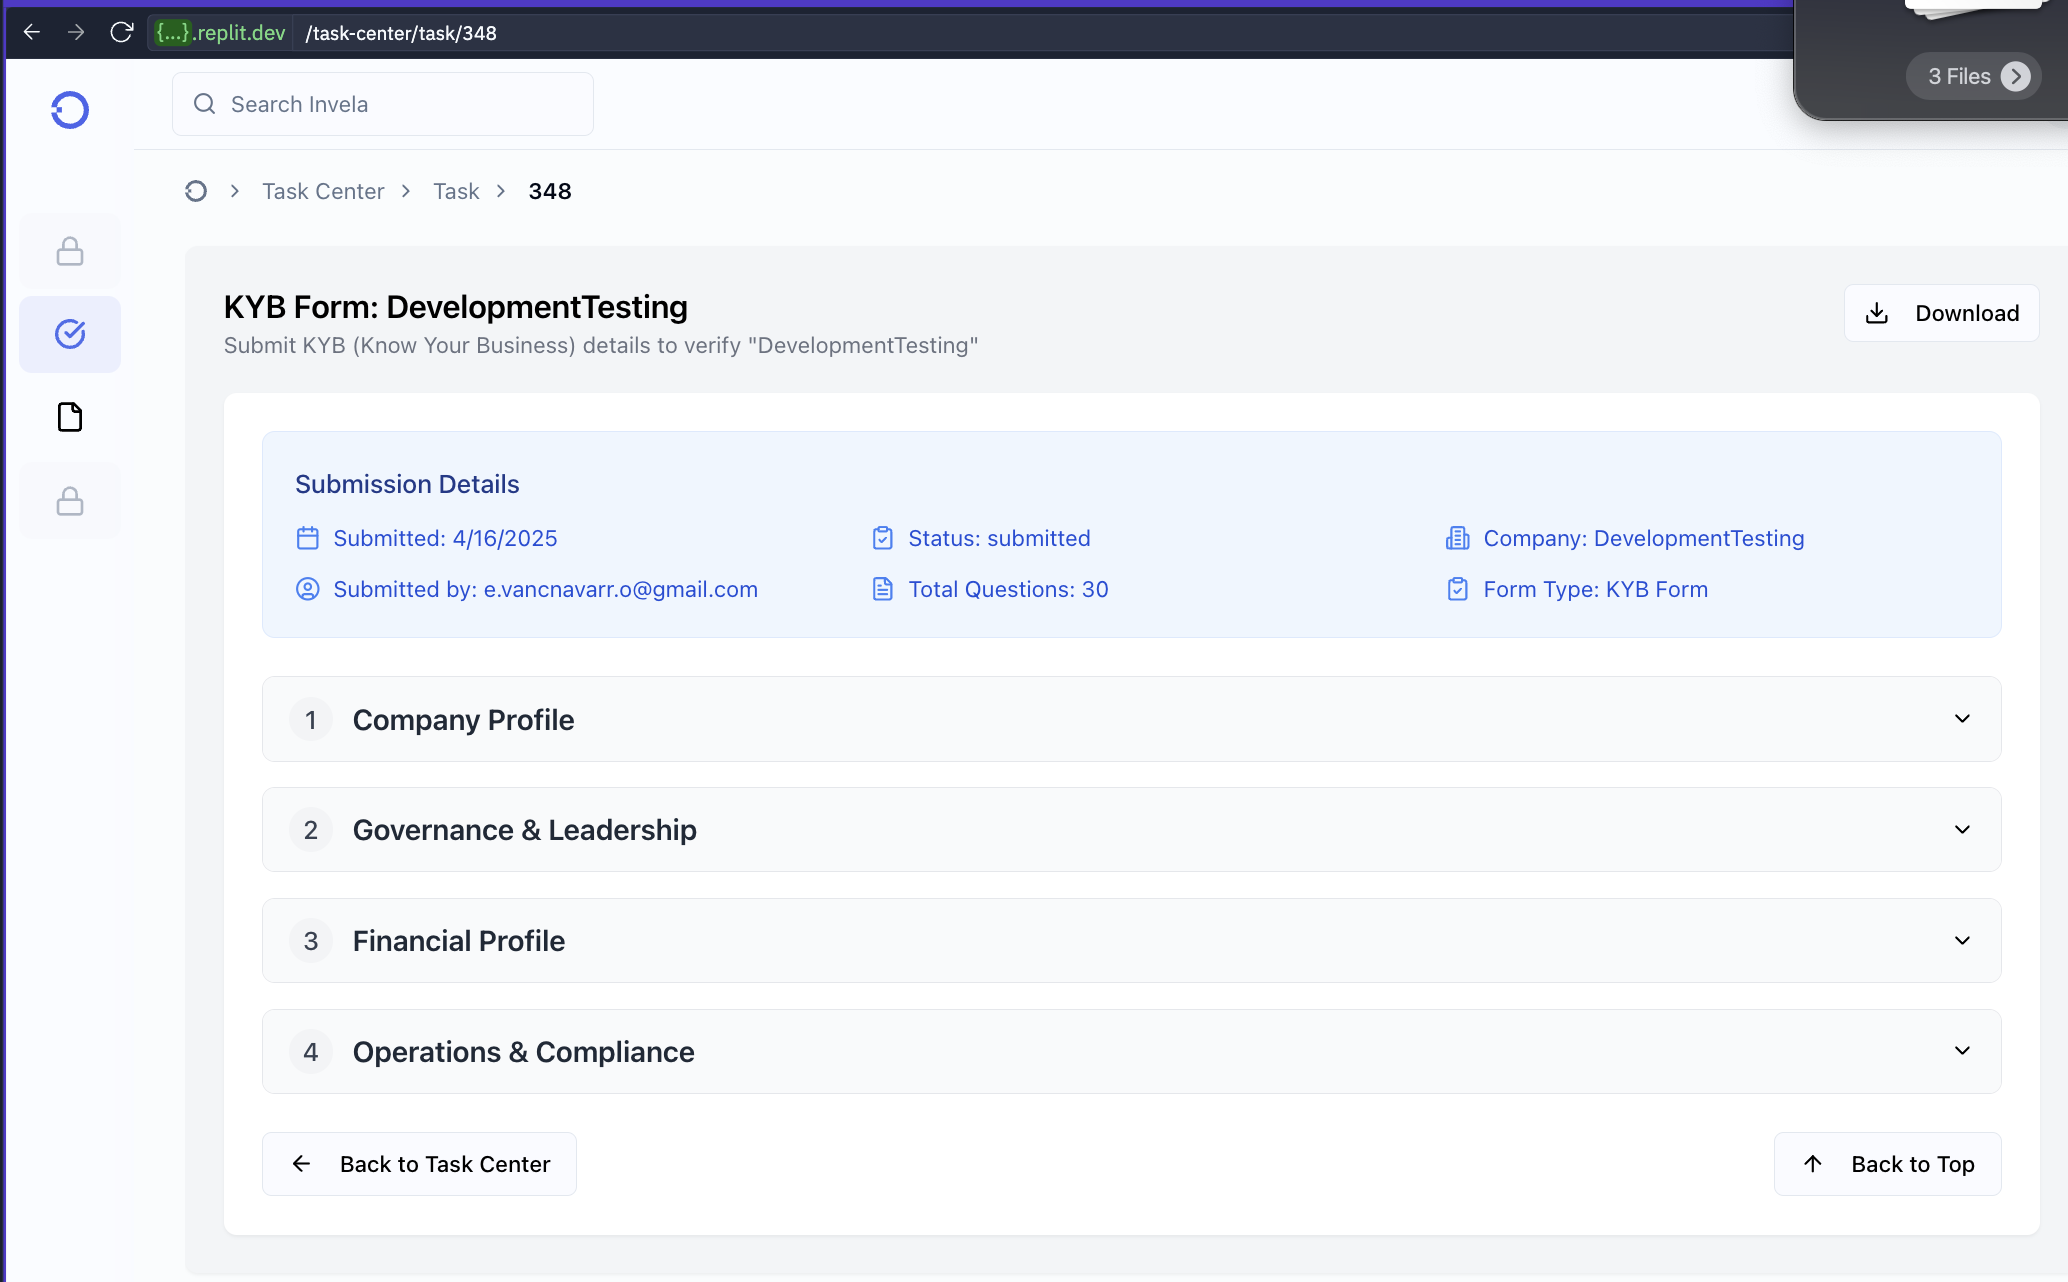 {...}.replit.dev /task-center/task/348
3 Files
Search Invela
Task Center > Task > 348
KYB Form: DevelopmentTesting
Download
Submit KYB (Know Your Business) details to verify "DevelopmentTesting"
Submission Details
Submitted: 4/16/2025
Status: submitted
Company: DevelopmentTesting
Submitted by: e.vancnavarr.o@gmail.com
Total Questions: 30
Form Type: KYB Form
1 Company Profile
2 Governance & Leadership
3 Financial Profile
4 Operations & Compliance
Back to Task Center
Back to Top